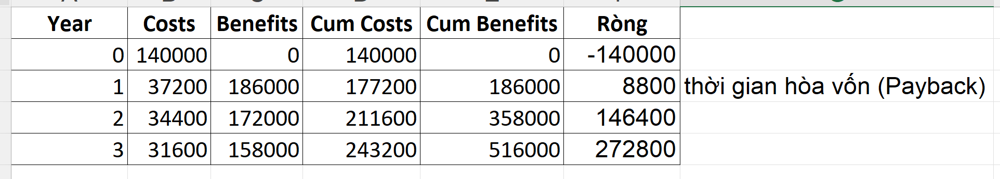 Year Costs Benefits Cum Costs Cum Benefits Ròng
0 140000 0 140000 0 -140000
1 37200 186000 177200 186000 8800 thời gian hòa vốn (Payback)
2 34400 172000 211600 358000 146400
3 31600 158000 243200 516000 272800